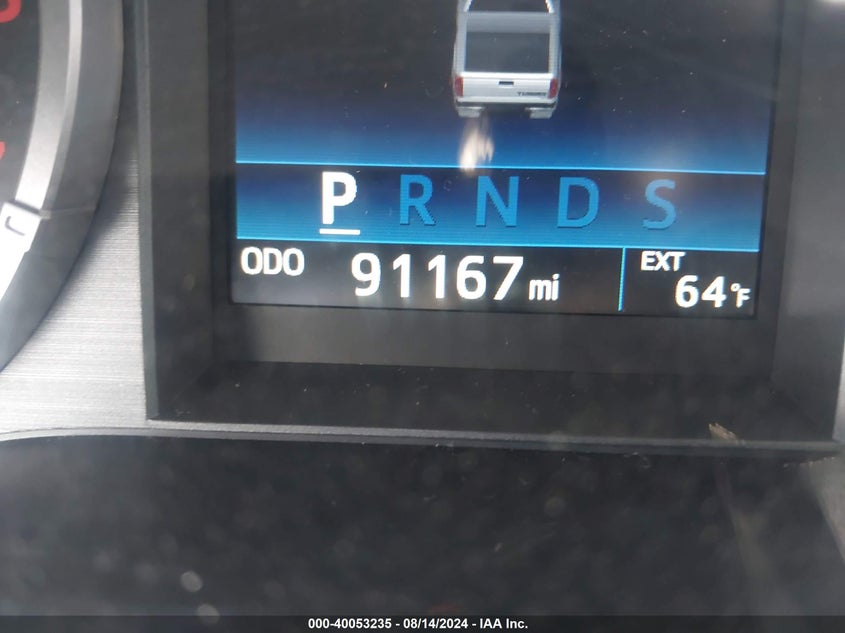 P R N D S
ODO 91167 mi EXT
64°F
000-40053235 - 08/14/2024 - IAA Inc.